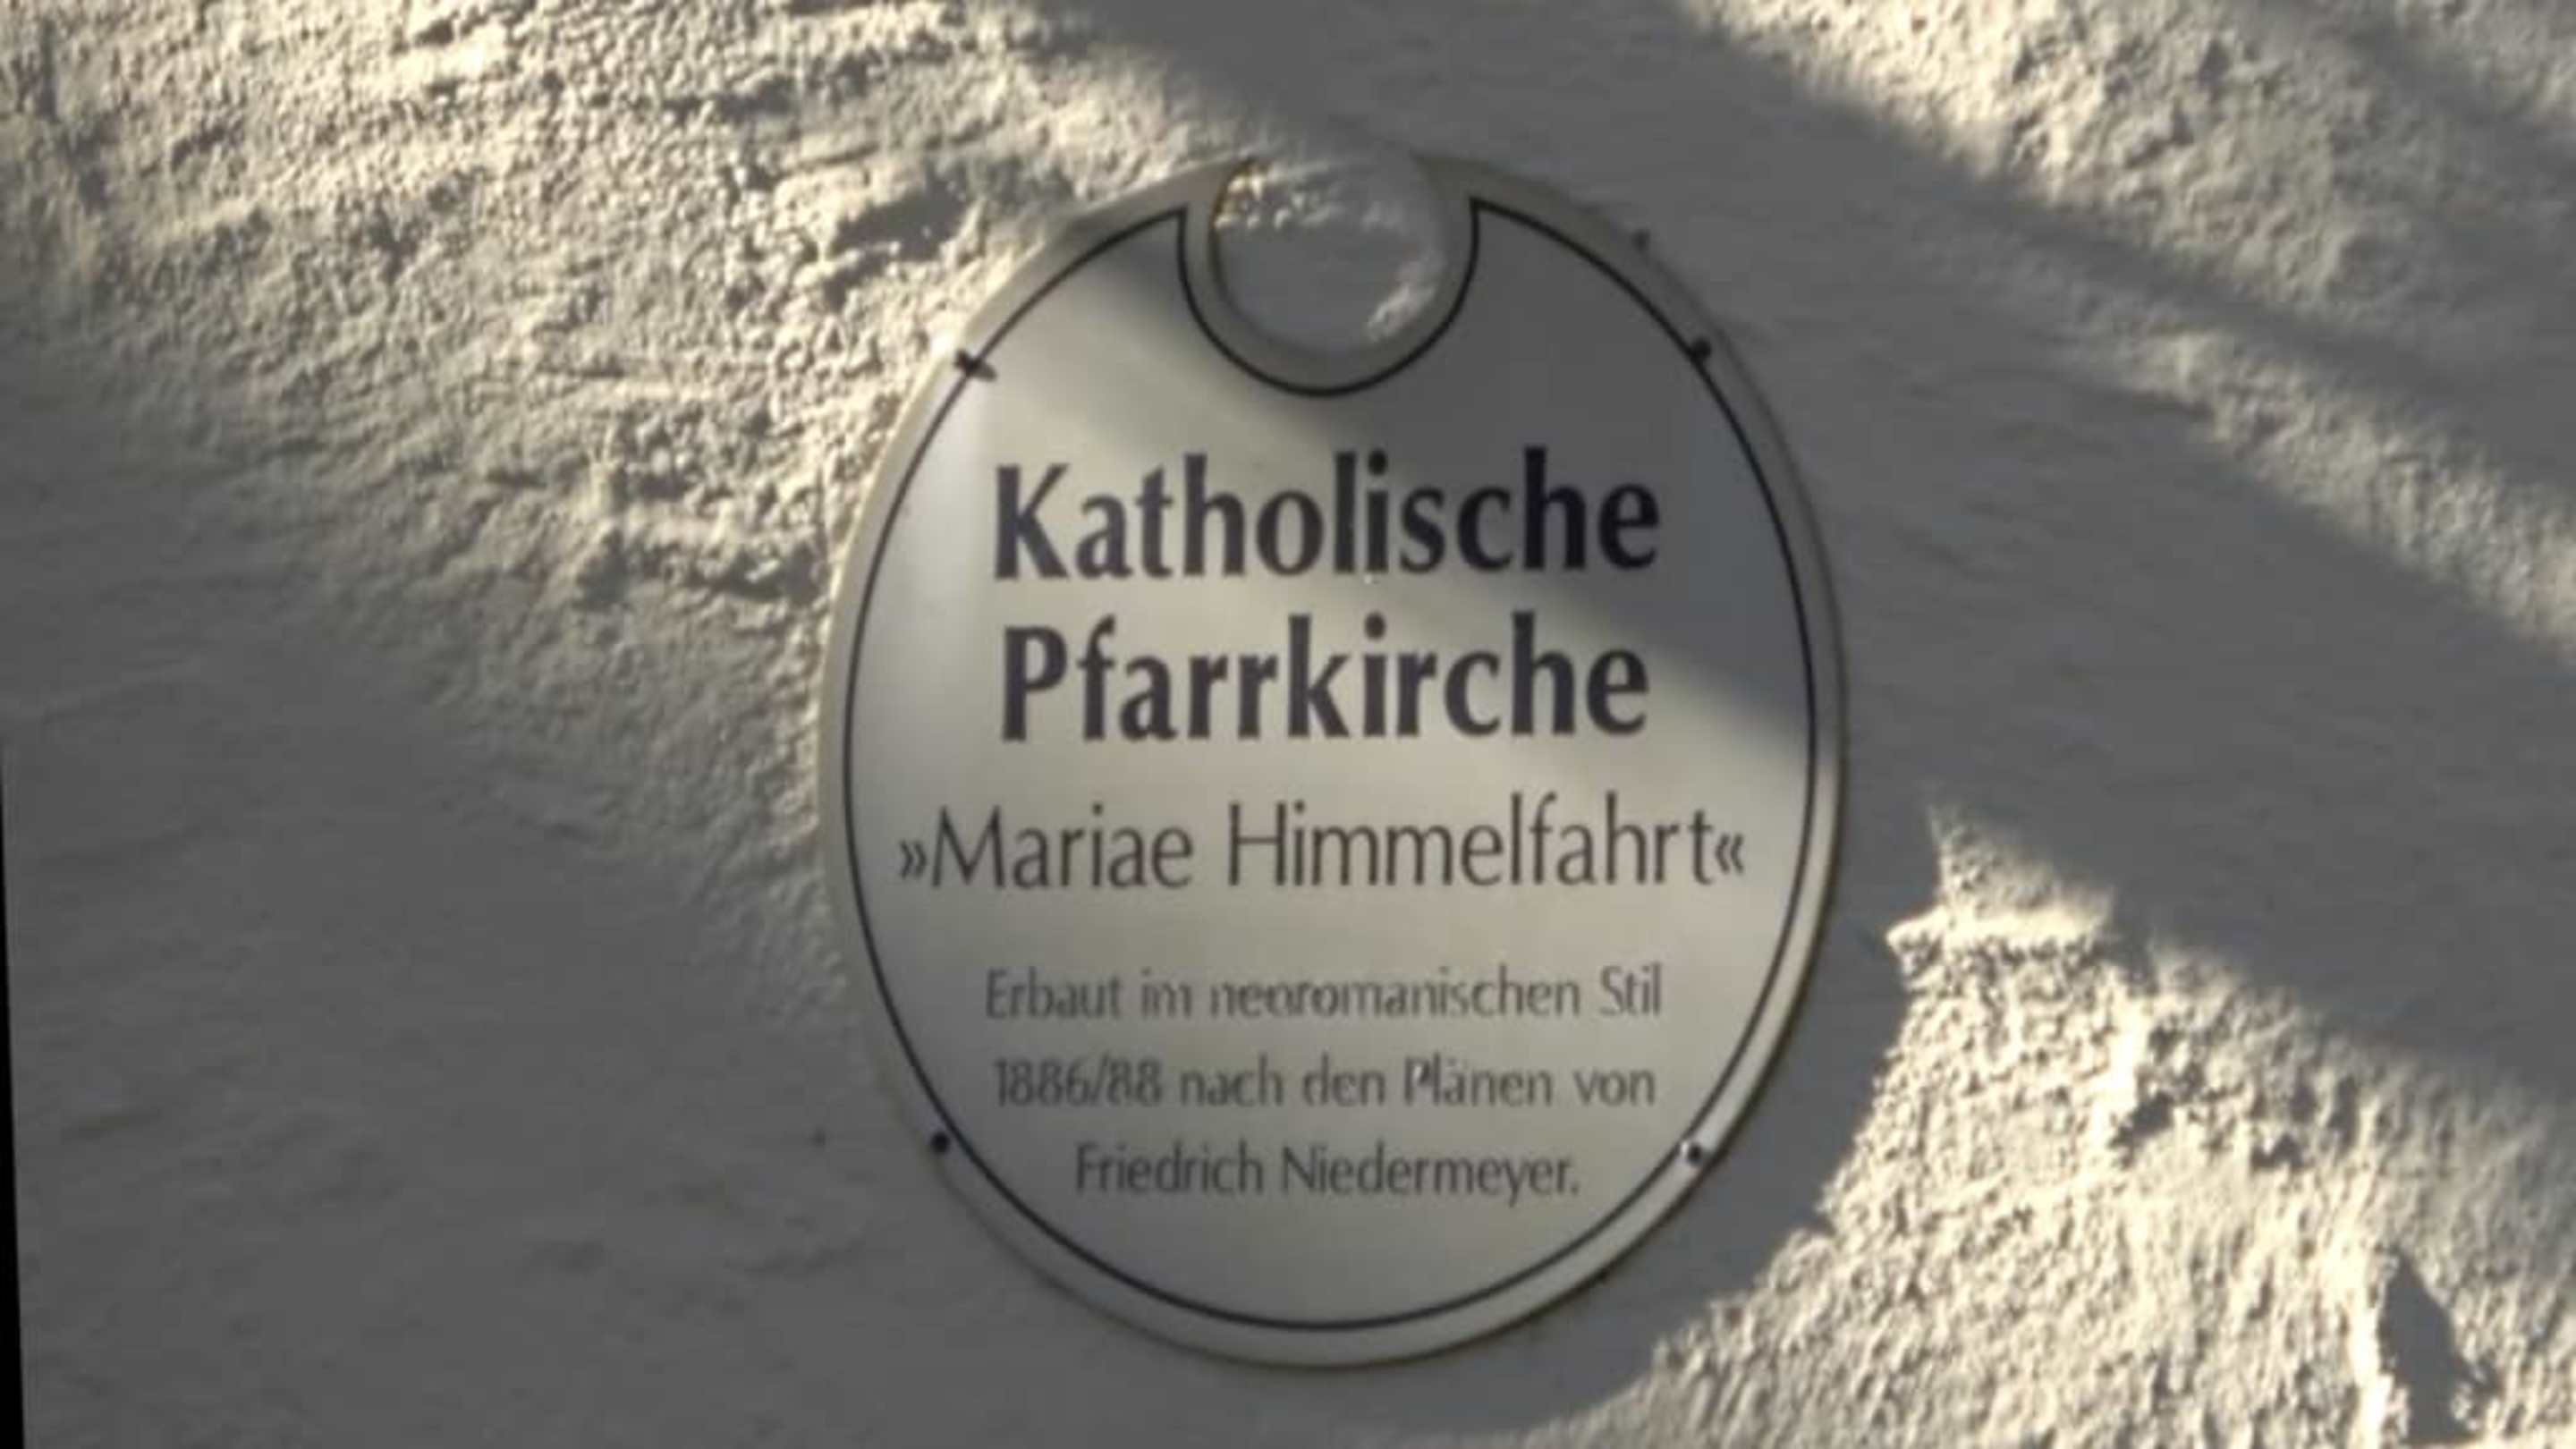 Katholische
Pfarrkirche
»Mariae Himmelfahrt«
Erbaut im neoromanischen Stil
1886/88 nach den Plänen von
Friedrich Niedermeyer.